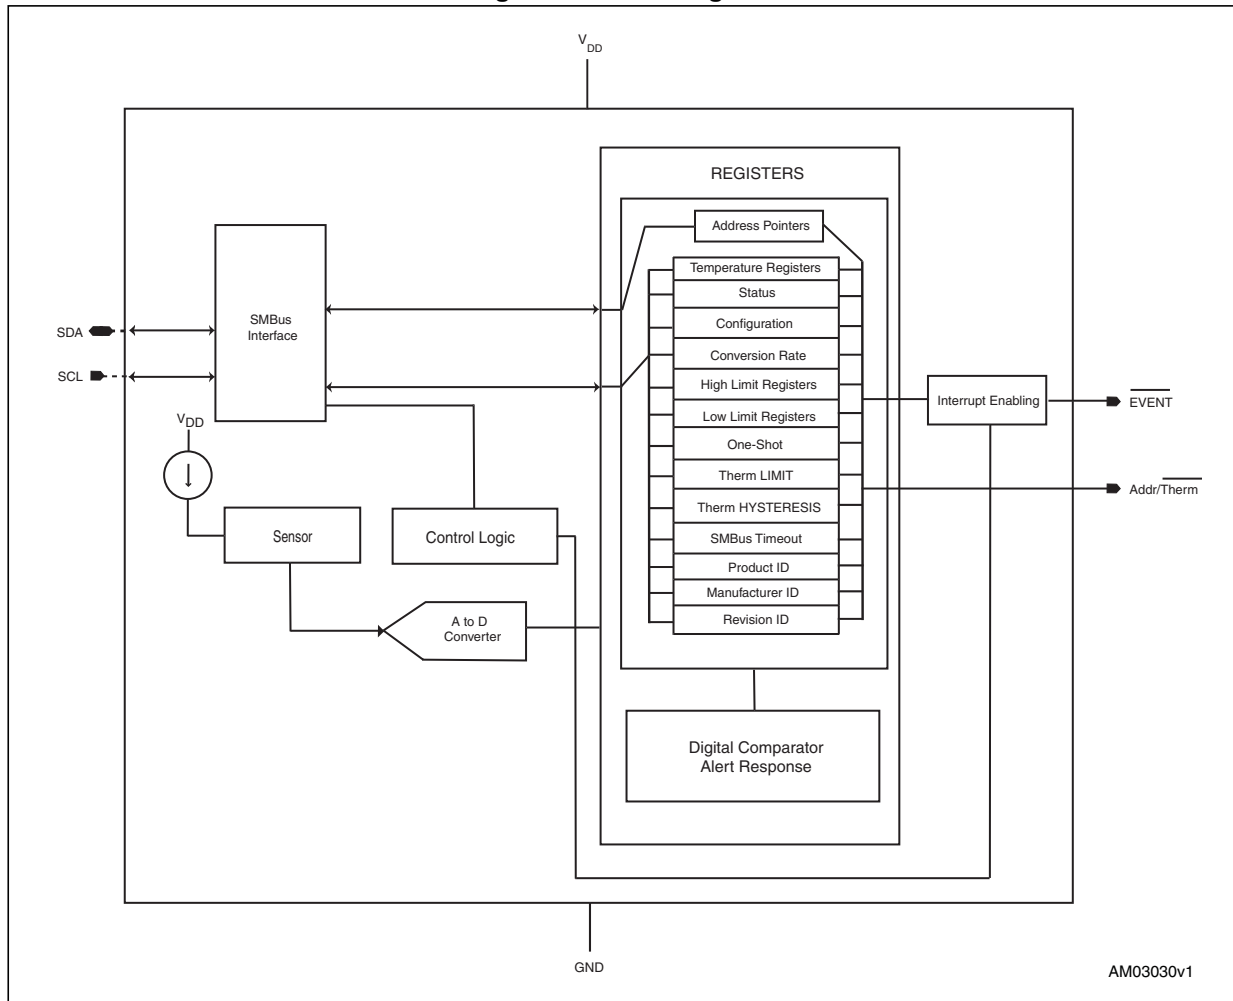 VDD
REGISTERS
Address Pointers
Temperature Registers
Status
Configuration
Conversion Rate
High Limit Registers
Low Limit Registers
One-Shot
Therm LIMIT
Therm HYSTERESIS
SMBus Timeout
Product ID
Manufacturer ID
Revision ID
SMBus
Interface
SDA
SCL
VDD
Sensor
Control Logic
A to D
Converter
Interrupt Enabling
EVENT
Addr/Therm
Digital Comparator
Alert Response
GND
AM03030v1